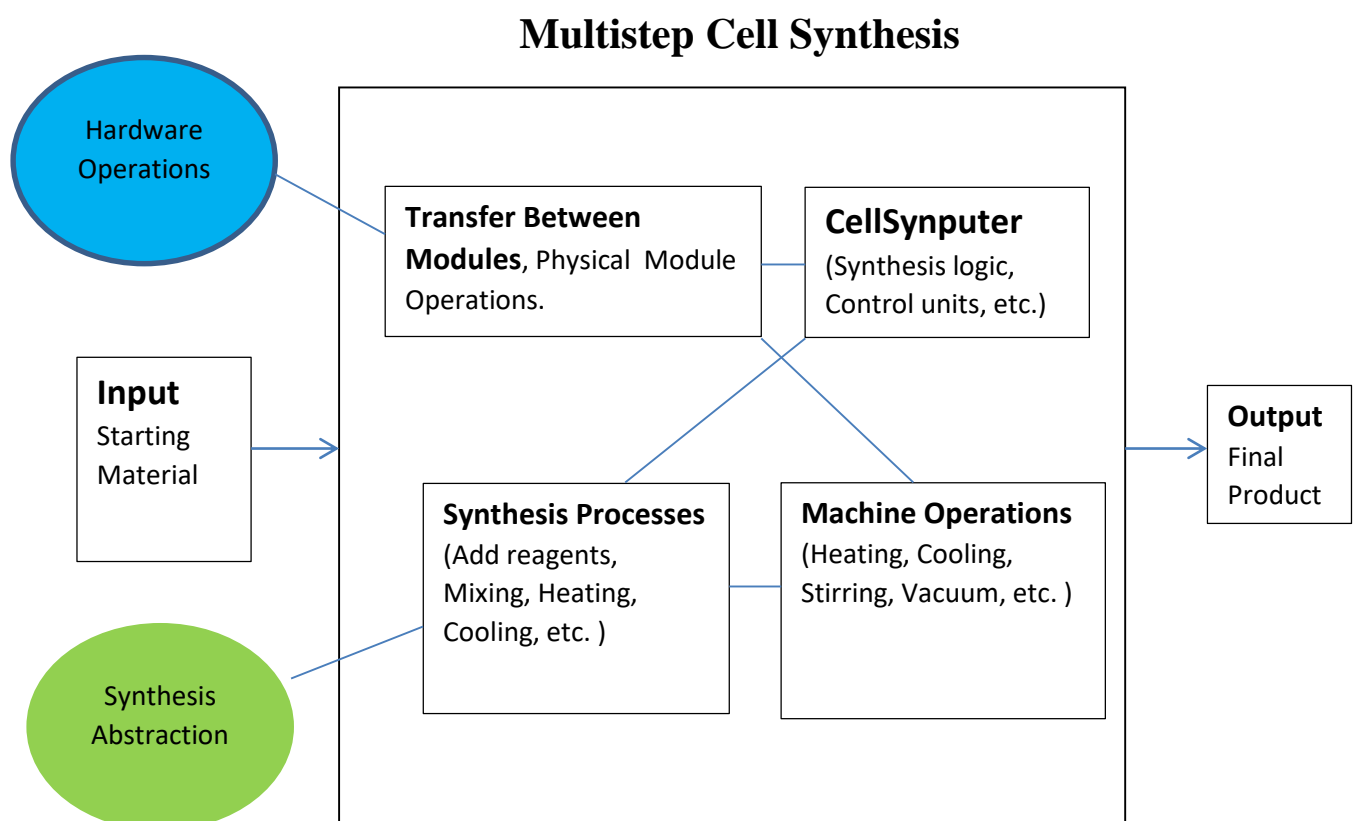 Multistep Cell Synthesis
Hardware
Operations
Transfer Between
Modules, Physical Module
Operations.
CellSynputer
(Synthesis logic,
Control units, etc.)
Input
Starting
Material
Output
Final
Product
Synthesis Processes
(Add reagents,
Mixing, Heating,
Cooling, etc. )
Machine Operations
(Heating, Cooling,
Stirring, Vacuum, etc. )
Synthesis
Abstraction